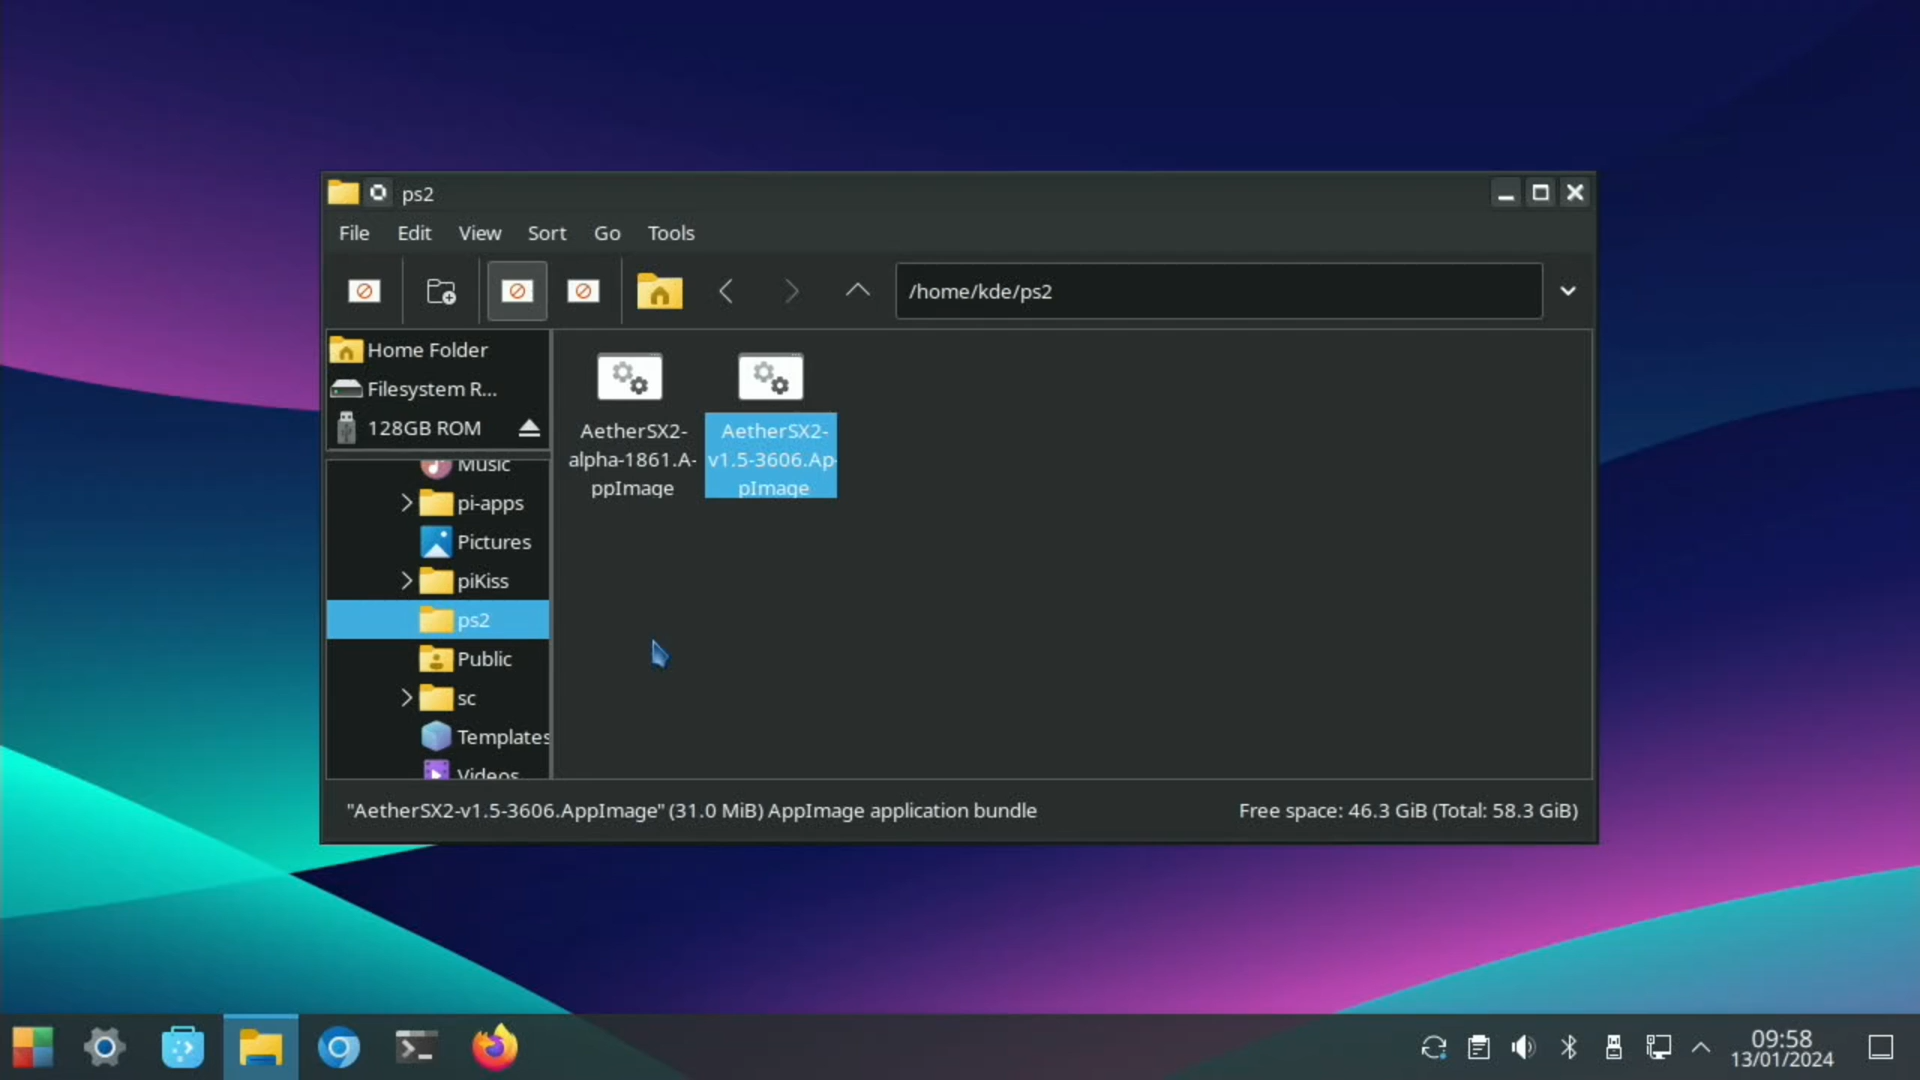 ps2
File Edit View Sort Go Tools
/home/kde/ps2
Home Folder
Filesystem R...
128GB ROM
Music
pi-apps
Pictures
piKiss
ps2
Public
sc
Templates
Videos
AetherSX2-
alpha-1861.A-
ppImage
AetherSX2-
v1.5-3606.Ap-
pImage
"AetherSX2-v1.5-3606.AppImage" (31.0 MiB) AppImage application bundle
Free space: 46.3 GiB (Total: 58.3 GiB)
09:58
13/01/2024